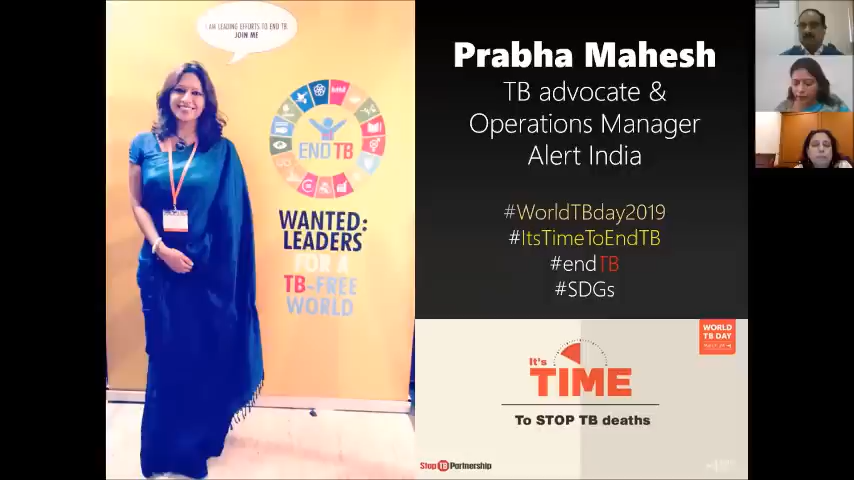 I AM LEADING EFFORTS TO END TB.
JOIN ME
END TB
WANTED:
LEADERS
FOR A
TB-FREE
WORLD
Prabha Mahesh
TB advocate &
Operations Manager
Alert India
#WorldTBday2019
#ItsTimeToEndTB
#endTB
#SDGs
WORLD
TB DAY
It's
TIME
To STOP TB deaths
Stop TB Partnership